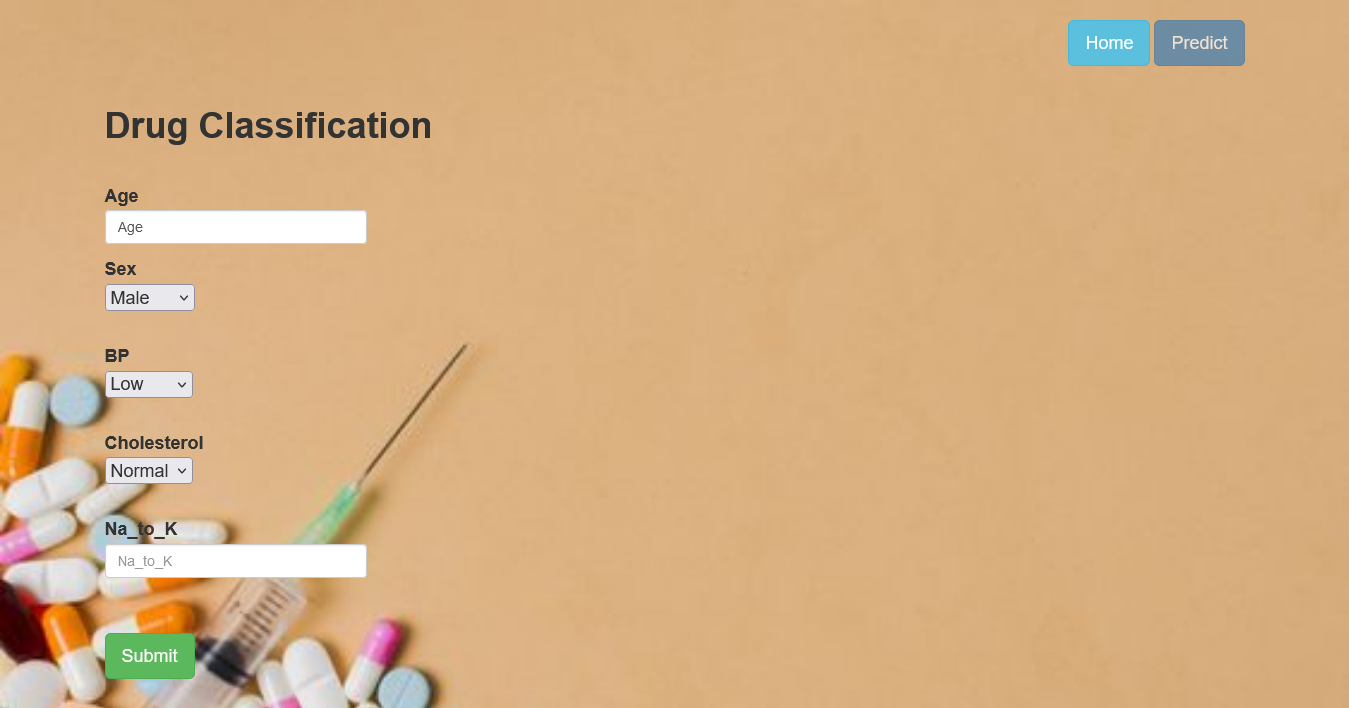 Home Predict
Drug Classification
Age
Age
Sex
Male
BP
Low
Cholesterol
Normal
Na_to_K
Na_to_K
Submit